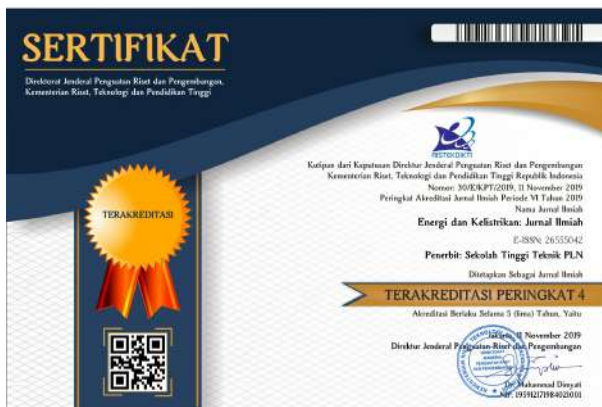 SERTIFIKAT
Direktorat Jenderal Penguatan Riset dan Pengembangan,
Kementerian Riset, Teknologi dan Pendidikan Tinggi
RISTEKDIKTI
Kutipan dari Keputusan Direktur Jenderal Penguatan Riset dan Pengembangan
Kementerian Riset, Teknologi dan Pendidikan Tinggi Republik Indonesia
Nomor: 30/E/KPT/2019, 11 November 2019
Peringkat Akreditasi Jurnal Ilmiah Periode VI Tahun 2019
Nama Jurnal Ilmiah
Energi dan Kelistrikan: Jurnal Ilmiah
E-ISSN: 26555042
Penerbit: Sekolah Tinggi Teknik PLN
Ditetapkan Sebagai Jurnal Ilmiah
TERAKREDITASI PERINGKAT 4
Akreditasi Berlaku Selama 5 (lima) Tahun, Yaitu
TERAKREDITASI
Jakarta, 11 November 2019
Direktur Jenderal Penguatan Riset dan Pengembangan
Dr. Muhammad Dimyati
NIP. 195912171984021001